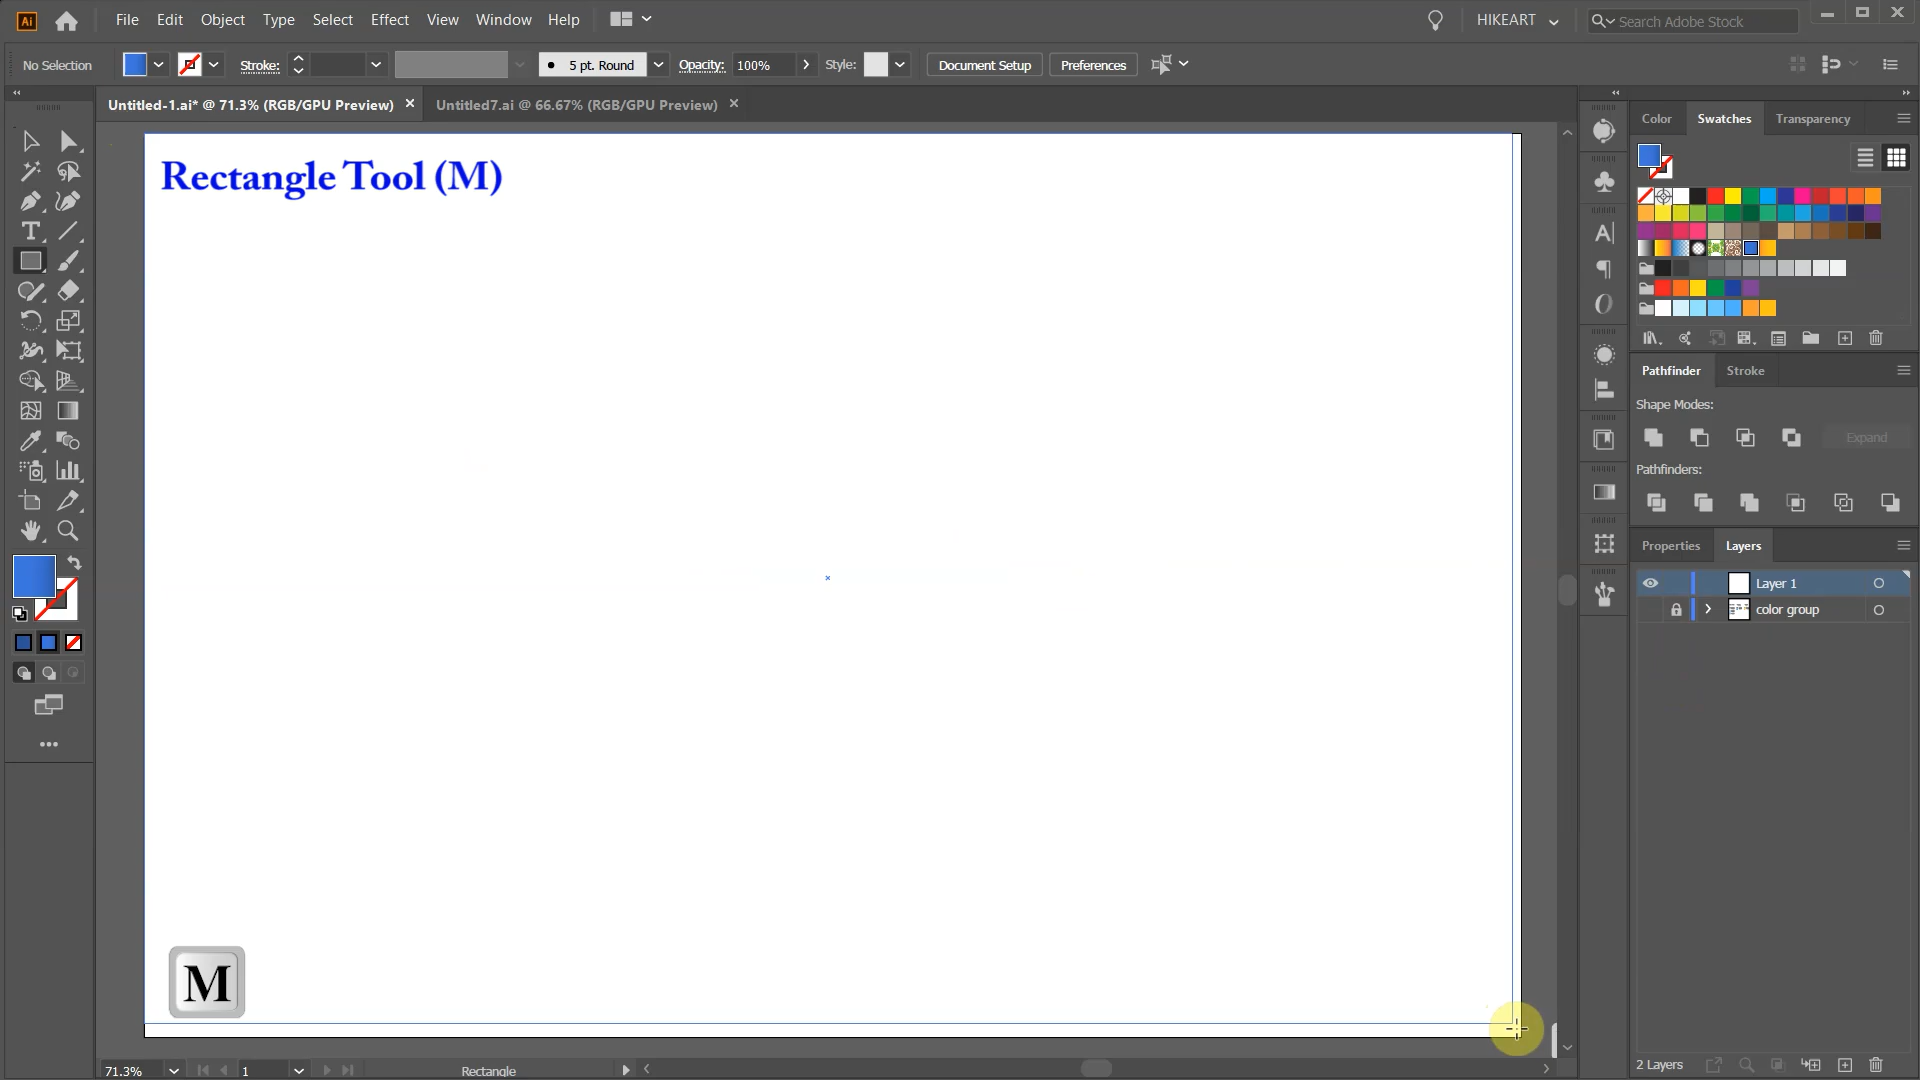 Ai File Edit Object Type Select Effect View Window Help HIKEART Search Adobe Stock
No Selection Stroke: 5 pt. Round Opacity: 100% Style: Document Setup Preferences
Untitled-1.ai* @ 71.3% (RGB/GPU Preview) Untitled7.ai @ 66.67% (RGB/GPU Preview)
Color Swatches Transparency
Rectangle Tool (M)
Pathfinder Stroke
Shape Modes:
Expand
Pathfinders:
Properties Layers
Layer 1
color group
M
2 Layers
71.3% 1 Rectangle